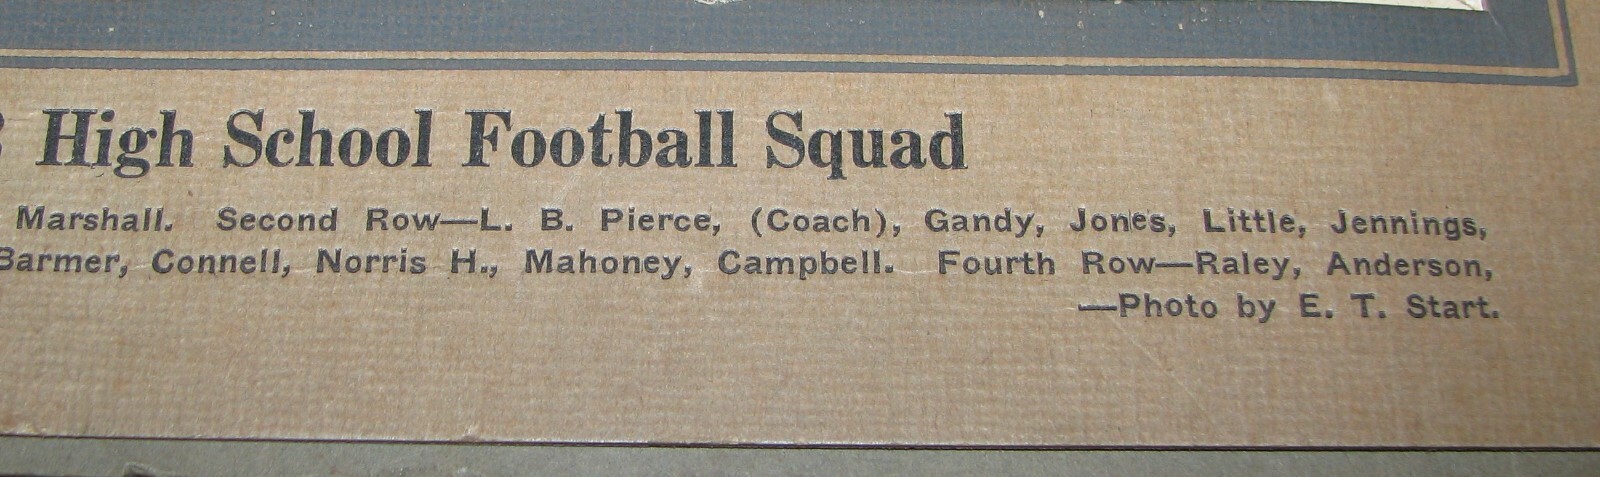 High School Football Squad
Marshall. Second Row—L. B. Pierce, (Coach), Gandy, Jones, Little, Jennings,
Barmer, Connell, Norris H., Mahoney, Campbell. Fourth Row—Raley, Anderson,
—Photo by E. T. Start.